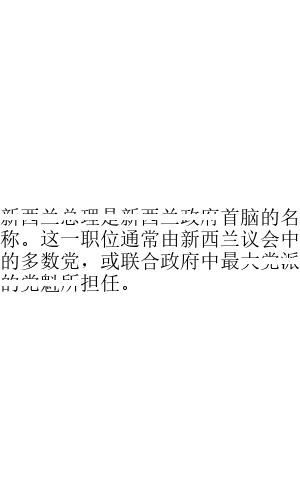 新西兰总理是新西兰政府首脑的名
称。这一职位通常由新西兰议会中
的多数党，或联合政府中最大党派
的党魁所担任。